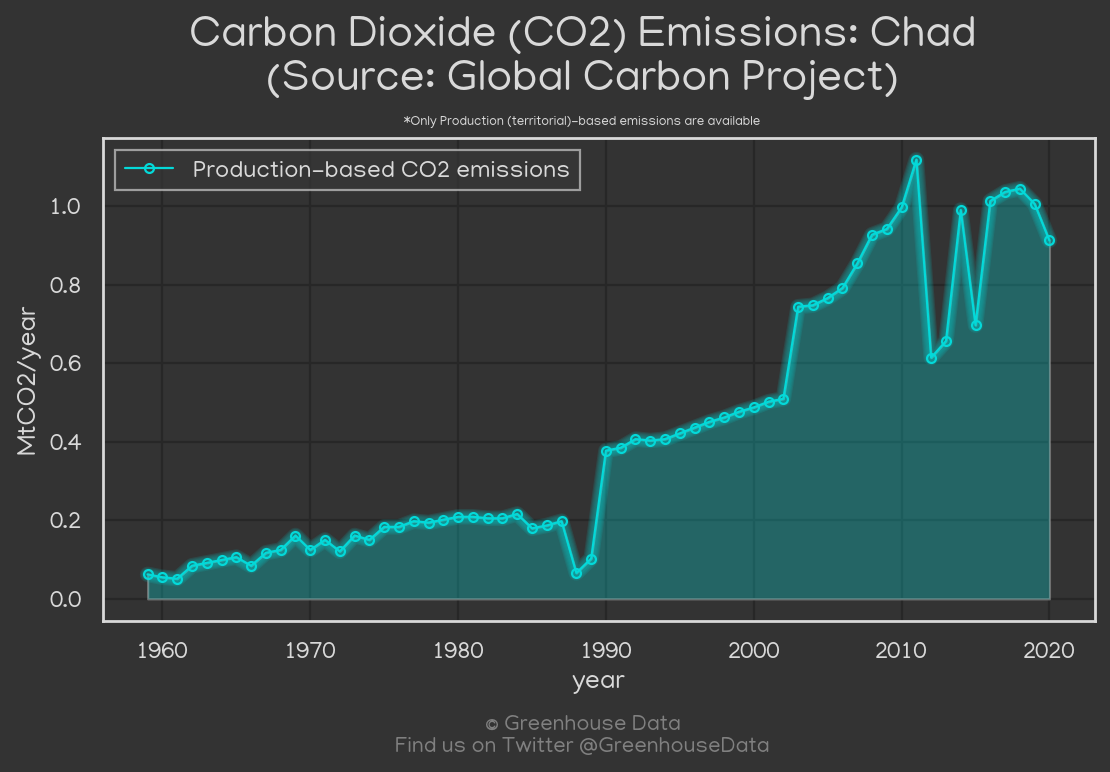 Carbon Dioxide (CO2) Emissions: Chad
(Source: Global Carbon Project)
*Only Production (territorial)-based emissions are available
Production-based CO2 emissions
1.0
0.8
0.6
0.4
0.2
0.0
MtCO2/year
1960 1970 1980 1990 2000 2010 2020
year
© Greenhouse Data
Find us on Twitter @GreenhouseData